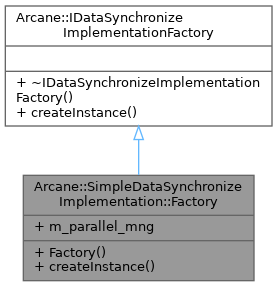 Arcane::IDataSynchronize
ImplementationFactory
+ ~IDataSynchronizeImplementation
Factory()
+ createInstance()
Arcane::SimpleDataSynchronize
Implementation::Factory
+ m_parallel_mng
+ Factory()
+ createInstance()